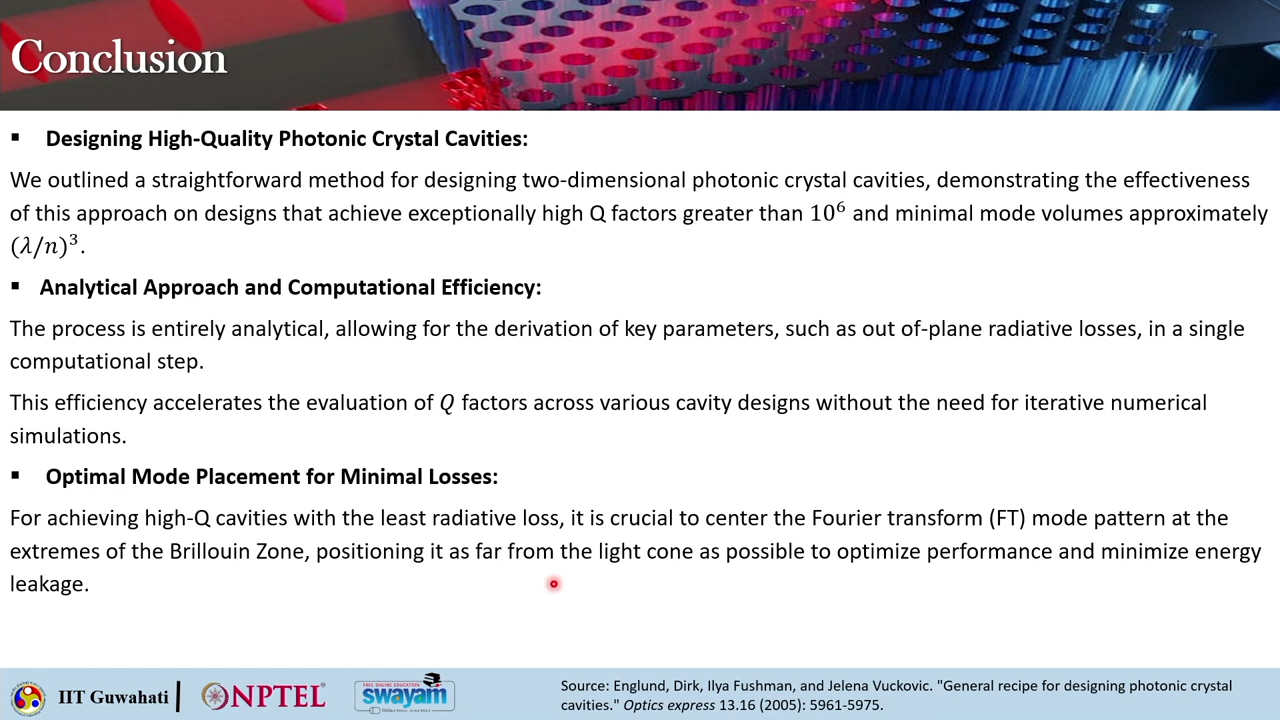 Conclusion
▪ Designing High-Quality Photonic Crystal Cavities:
We outlined a straightforward method for designing two-dimensional photonic crystal cavities, demonstrating the effectiveness
of this approach on designs that achieve exceptionally high Q factors greater than 10⁶ and minimal mode volumes approximately
(λ/n)³.
▪ Analytical Approach and Computational Efficiency:
The process is entirely analytical, allowing for the derivation of key parameters, such as out of-plane radiative losses, in a single
computational step.
This efficiency accelerates the evaluation of Q factors across various cavity designs without the need for iterative numerical
simulations.
▪ Optimal Mode Placement for Minimal Losses:
For achieving high-Q cavities with the least radiative loss, it is crucial to center the Fourier transform (FT) mode pattern at the
extremes of the Brillouin Zone, positioning it as far from the light cone as possible to optimize performance and minimize energy
leakage.
IIT Guwahati
NPTEL
FREE ONLINE EDUCATION
swayam
Source: Englund, Dirk, Ilya Fushman, and Jelena Vuckovic. "General recipe for designing photonic crystal
cavities." Optics express 13.16 (2005): 5961-5975.